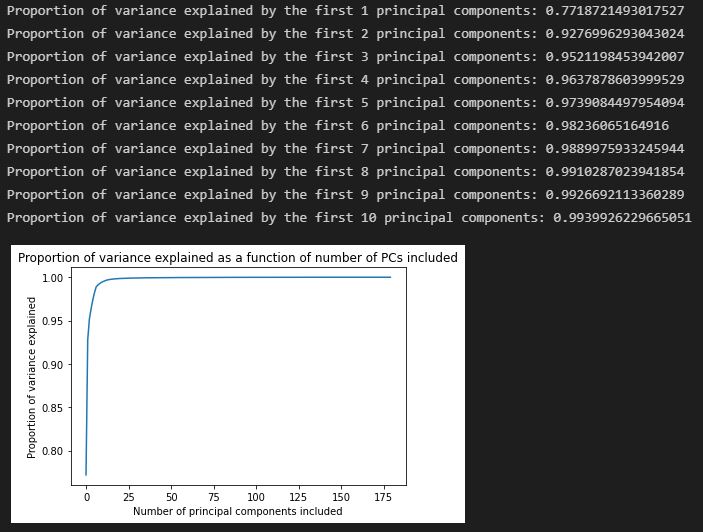 Proportion of variance explained by the first 1 principal components: 0.7718721493017527
Proportion of variance explained by the first 2 principal components: 0.9276996293043024
Proportion of variance explained by the first 3 principal components: 0.9521198453942007
Proportion of variance explained by the first 4 principal components: 0.9637878603999529
Proportion of variance explained by the first 5 principal components: 0.9739084497954094
Proportion of variance explained by the first 6 principal components: 0.98236065164916
Proportion of variance explained by the first 7 principal components: 0.9889975933245944
Proportion of variance explained by the first 8 principal components: 0.9910287023941854
Proportion of variance explained by the first 9 principal components: 0.9926692113360289
Proportion of variance explained by the first 10 principal components: 0.9939926229665051
Proportion of variance explained as a function of number of PCs included
Proportion of variance explained
1.00
0.95
0.90
0.85
0.80
0 25 50 75 100 125 150 175
Number of principal components included